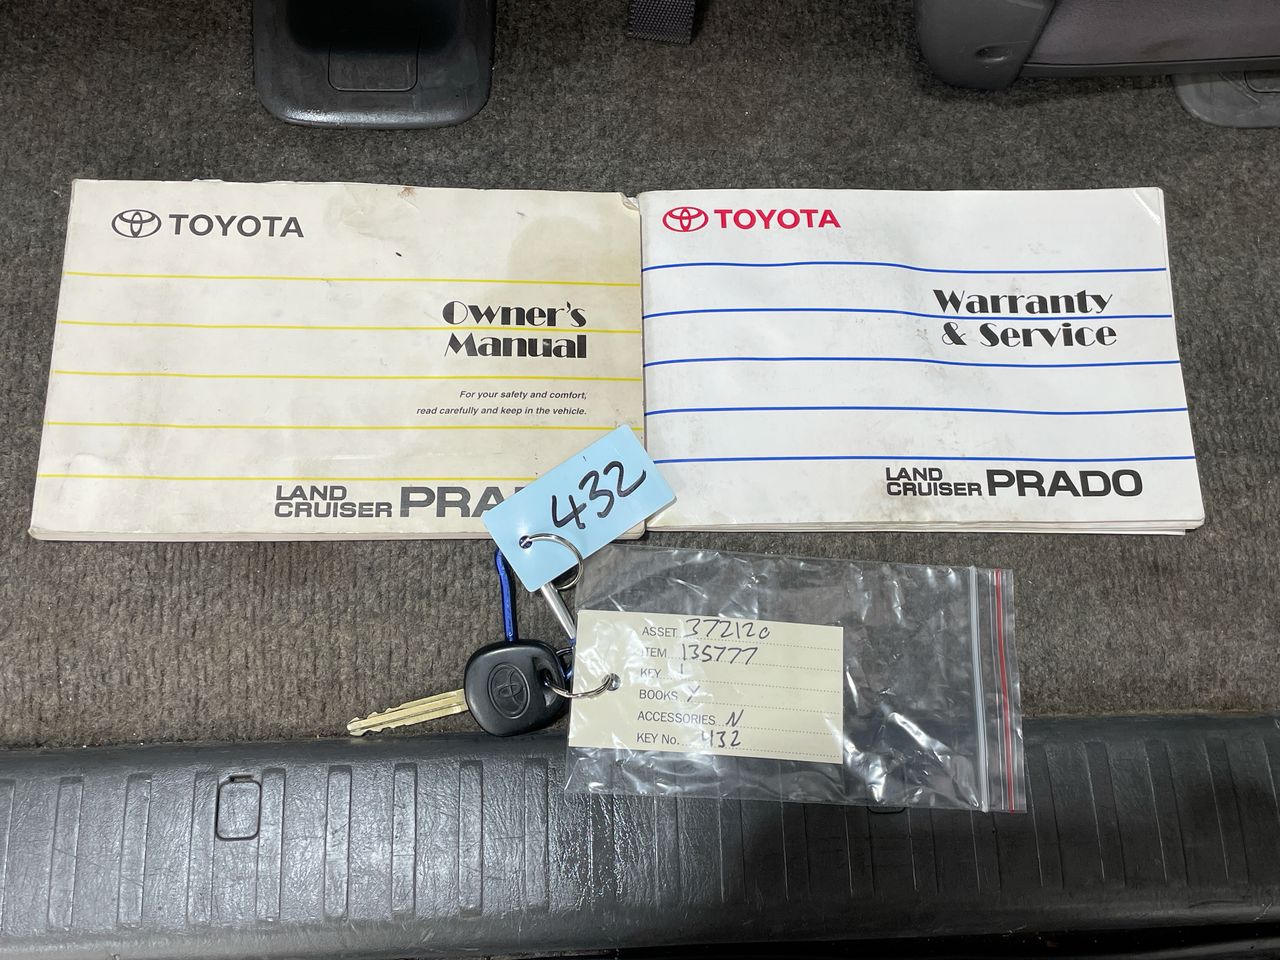 TOYOTA
Owner's
Manual
For your safety and comfort,
read carefully and keep in the vehicle.
LAND
CRUISER PRA
TOYOTA
Warranty
& Service
LAND
CRUISER PRADO
432
ASSET 372120
ITEM 135777
KEY 1
BOOKS Y
ACCESSORIES N
KEY No. 432